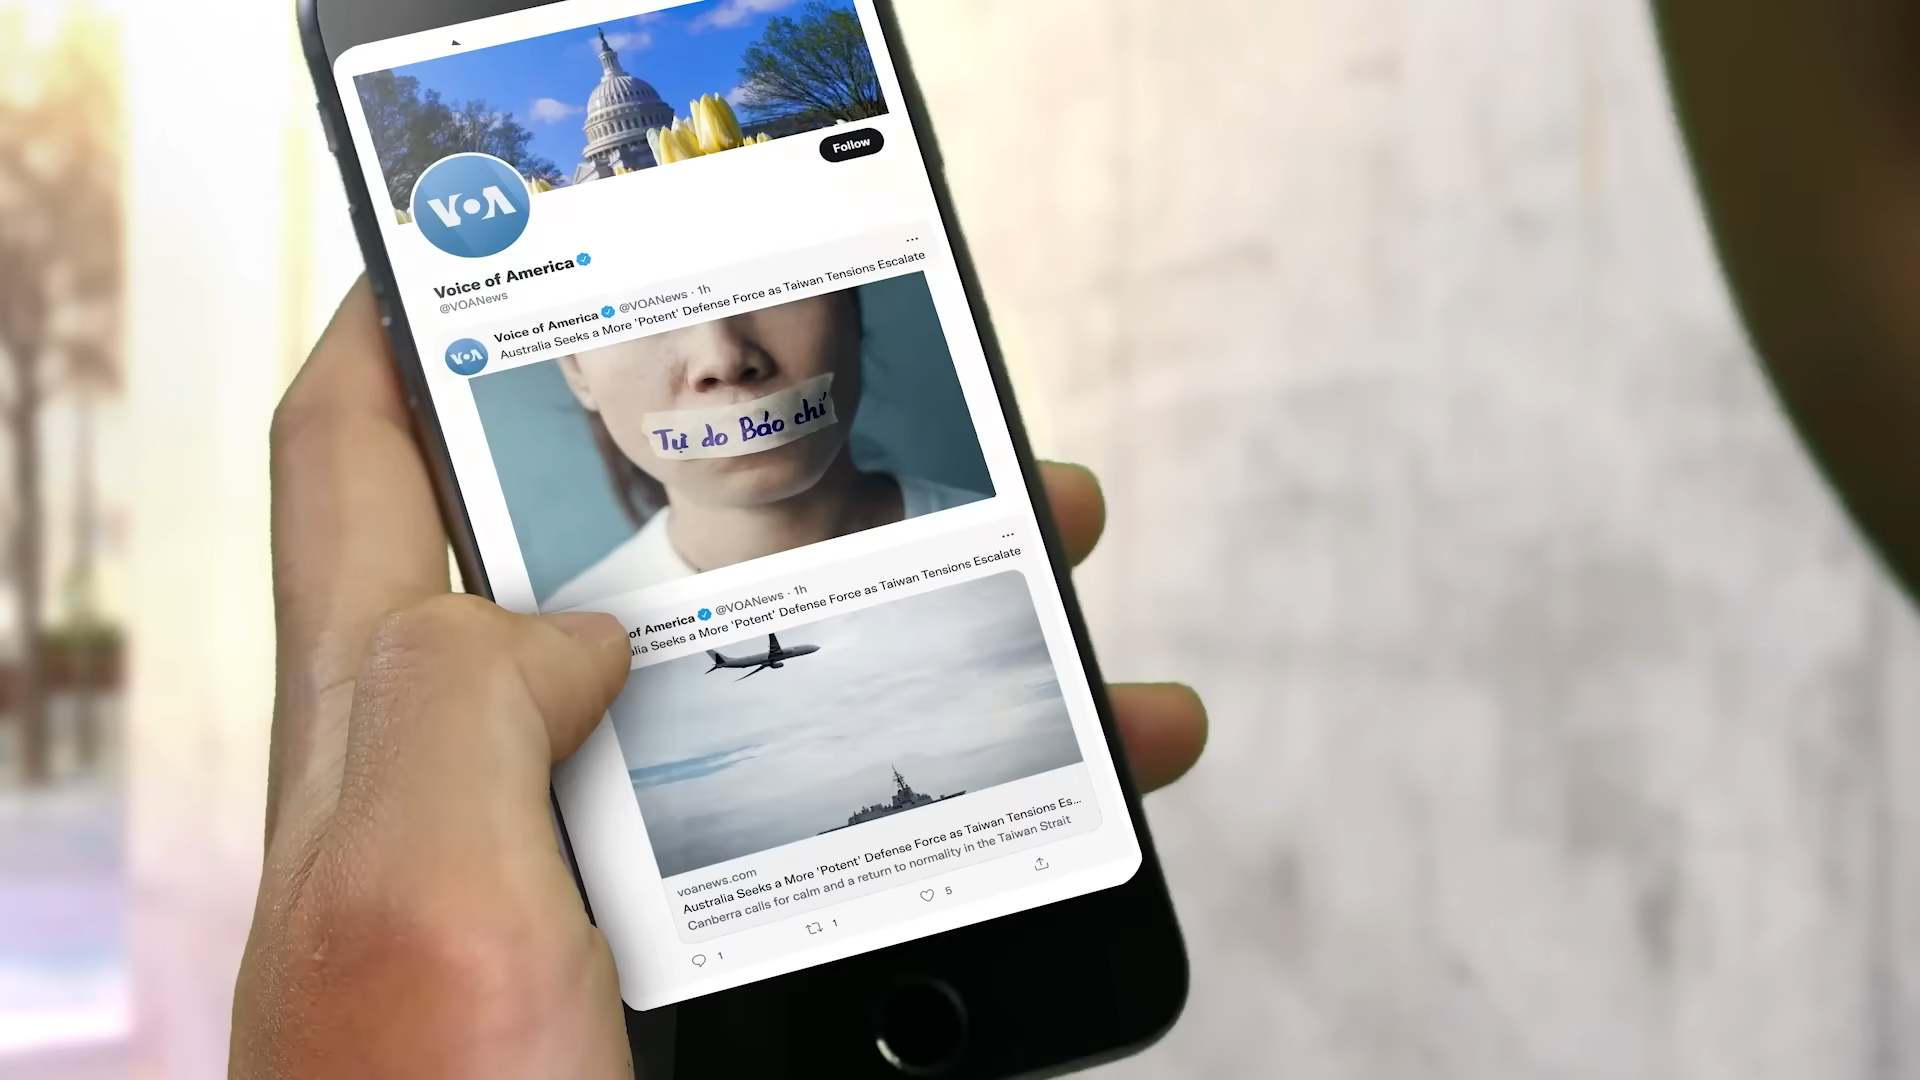 Follow
VOA
Voice of America
@VOANews
VOA
Voice of America @VOANews · 1h
Australia Seeks a More 'Potent' Defense Force as Taiwan Tensions Escalate
Tự do Báo chí
of America @VOANews · 1h
alia Seeks a More 'Potent' Defense Force as Taiwan Tensions Escalate
voanews.com
Australia Seeks a More 'Potent' Defense Force as Taiwan Tensions Es...
Canberra calls for calm and a return to normality in the Taiwan Strait
1 1 5